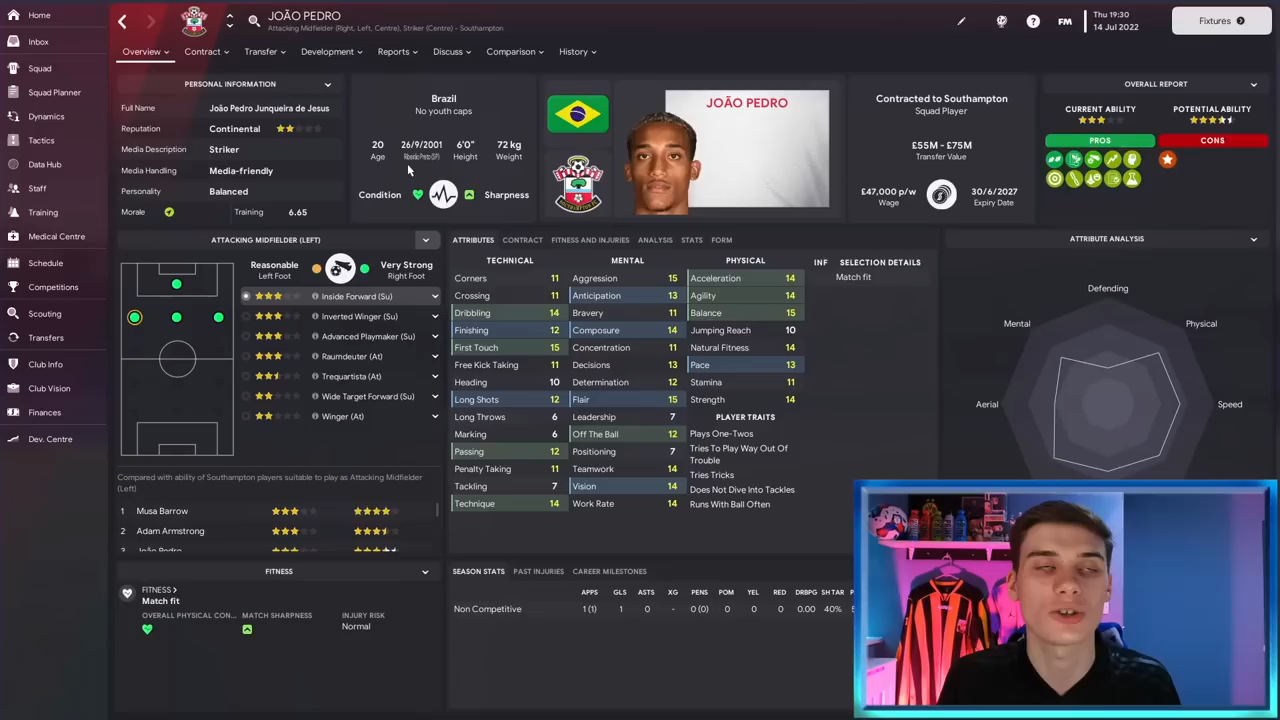 Home
Inbox
Squad
Squad Planner
Dynamics
Tactics
Data Hub
Staff
Training
Medical Centre
Schedule
Competitions
Scouting
Transfers
Club Info
Club Vision
Finances
Dev. Centre
JOÃO PEDRO
Attacking Midfielder (Right, Left, Centre), Striker (Centre) - Southampton
FM
Thu 19:30
14 Jul 2022
Fixtures
Overview Contract Transfer Development Reports Discuss Comparison History
PERSONAL INFORMATION
Full Name João Pedro Junqueira de Jesus
Reputation Continental
Media Description Striker
Media Handling Media-friendly
Personality Balanced
Morale Training 6.65
Brazil
No youth caps
20 26/9/2001 6'0" 72 kg
Age Height Weight
Condition Sharpness
JOÃO PEDRO
Contracted to Southampton
Squad Player
£55M - £75M
Transfer Value
£47,000 p/w 30/6/2027
Wage Expiry Date
OVERALL REPORT
CURRENT ABILITY POTENTIAL ABILITY
PROS CONS
ATTACKING MIDFIELDER (LEFT)
Reasonable Very Strong
Left Foot Right Foot
Inside Forward (Su)
Inverted Winger (Su)
Advanced Playmaker (Su)
Raumdeuter (At)
Trequartista (At)
Wide Target Forward (Su)
Winger (At)
Compared with ability of Southampton players suitable to play as Attacking Midfielder
(Left)
1 Musa Barrow
2 Adam Armstrong
3 João Pedro
FITNESS
FITNESS >
Match fit
OVERALL PHYSICAL CON... MATCH SHARPNESS INJURY RISK
Normal
ATTRIBUTES CONTRACT FITNESS AND INJURIES ANALYSIS STATS FORM
TECHNICAL MENTAL PHYSICAL
Corners 11 Aggression 15 Acceleration 14
Crossing 11 Anticipation 13 Agility 14
Dribbling 14 Bravery 11 Balance 15
Finishing 12 Composure 14 Jumping Reach 10
First Touch 15 Concentration 11 Natural Fitness 14
Free Kick Taking 11 Decisions 13 Pace 13
Heading 10 Determination 12 Stamina 11
Long Shots 12 Flair 15 Strength 14
Long Throws 6 Leadership 7
Marking 6 Off The Ball 12
Passing 12 Positioning 7
Penalty Taking 11 Teamwork 14
Tackling 7 Vision 14
Technique 14 Work Rate 14
PLAYER TRAITS
Plays One-Twos
Tries To Play Way Out Of
Trouble
Tries Tricks
Does Not Dive Into Tackles
Runs With Ball Often
INF SELECTION DETAILS
Match fit
ATTRIBUTE ANALYSIS
Defending
Mental Physical
Aerial Speed
SEASON STATS PAST INJURIES CAREER MILESTONES
APPS GLS ASTS XG PENS POM YEL RED DRBPG SH TAR
Non Competitive 1 (1) 1 0 - 0 (0) 0 0 0 0.00 40%